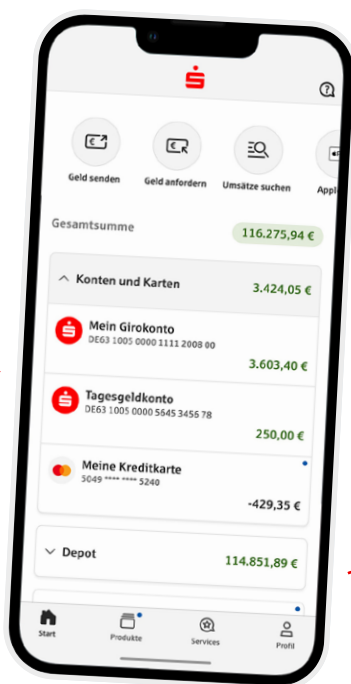 Geld senden
Geld anfordern
Umsätze suchen
Gesamtsumme 116.275,94 €
Konten und Karten 3.424,05 €
Mein Girokonto
DE63 1005 0000 1111 2008 00
3.603,40 €
Tagesgeldkonto
DE63 1005 0000 5645 3456 78
250,00 €
Meine Kreditkarte
5049 **** **** 5240
-429,35 €
Depot 114.851,89 €
Start
Produkte
Services
Profil